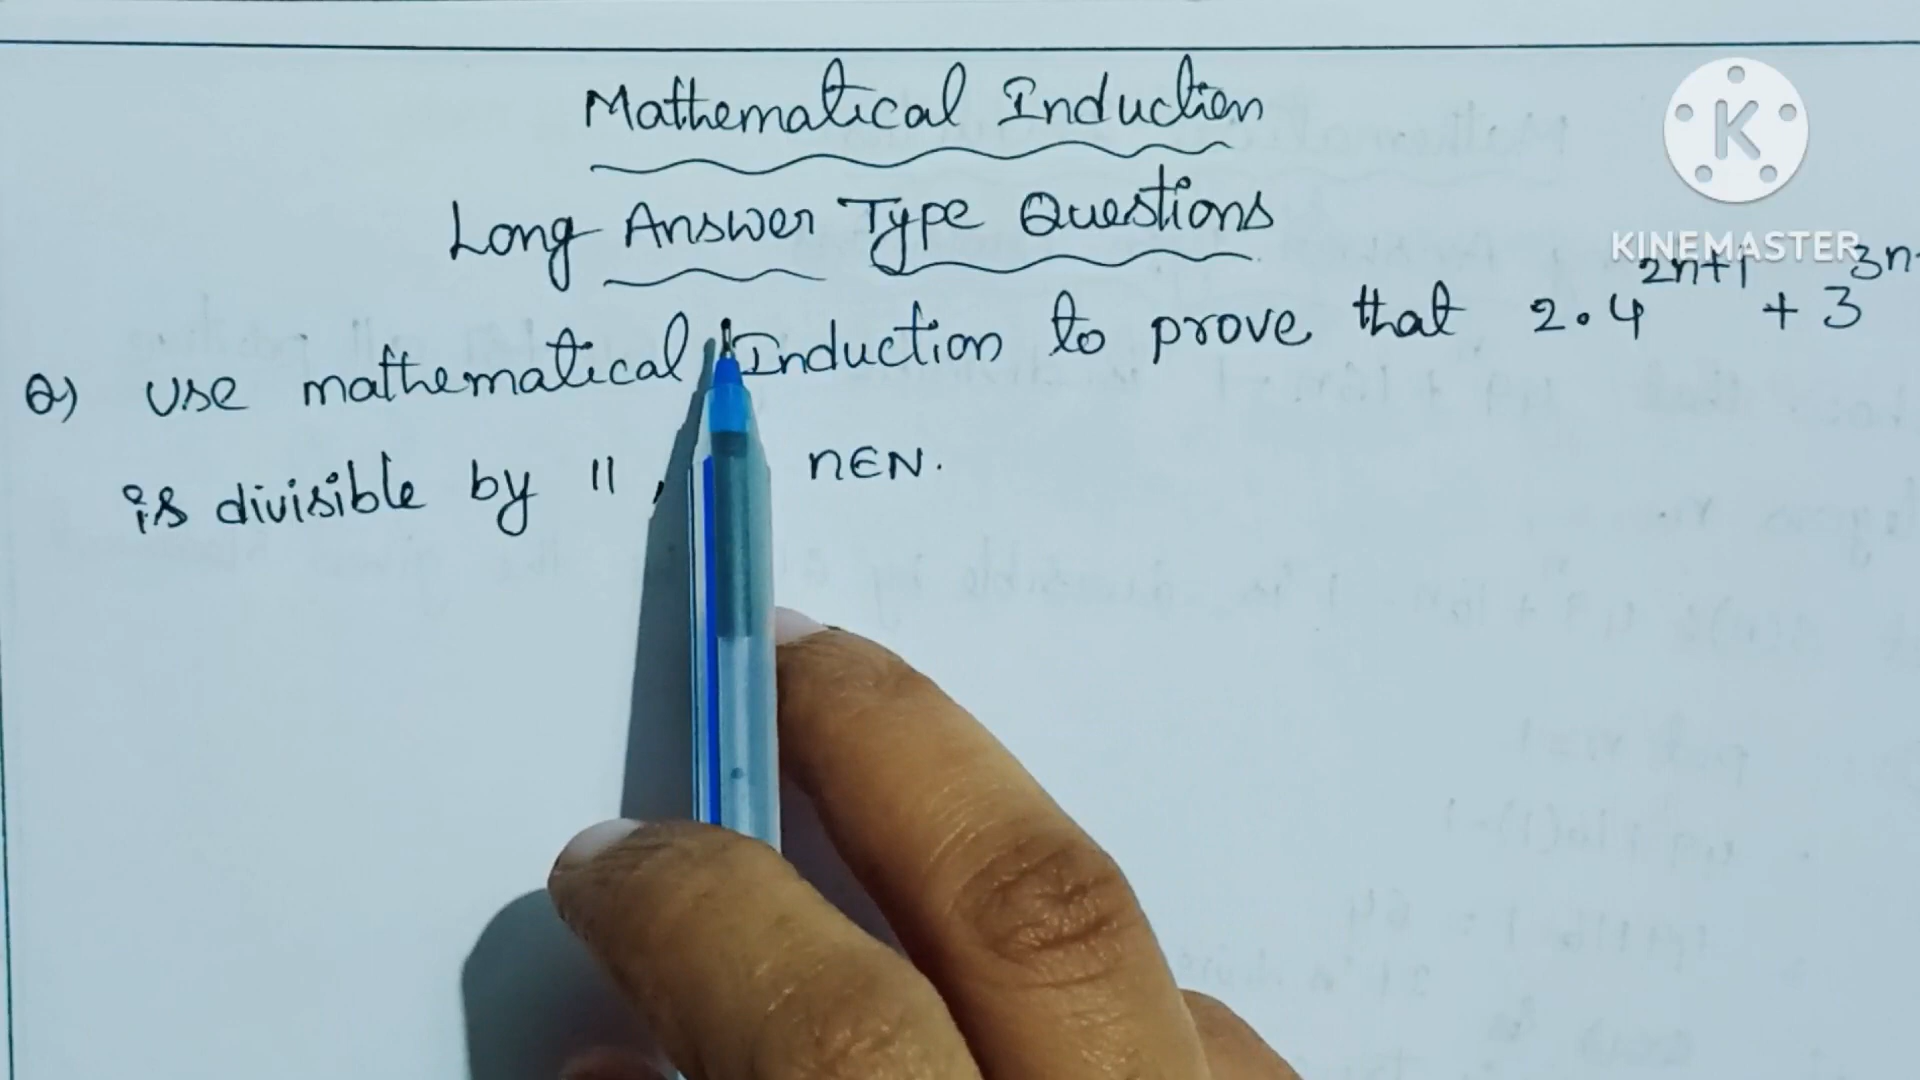 Mathematical Induction
Long Answer Type Questions
KINEMASTER
Q) Use mathematical Induction to prove that 2.4^2n+1 + 3^3n
is divisible by 11, nEN.